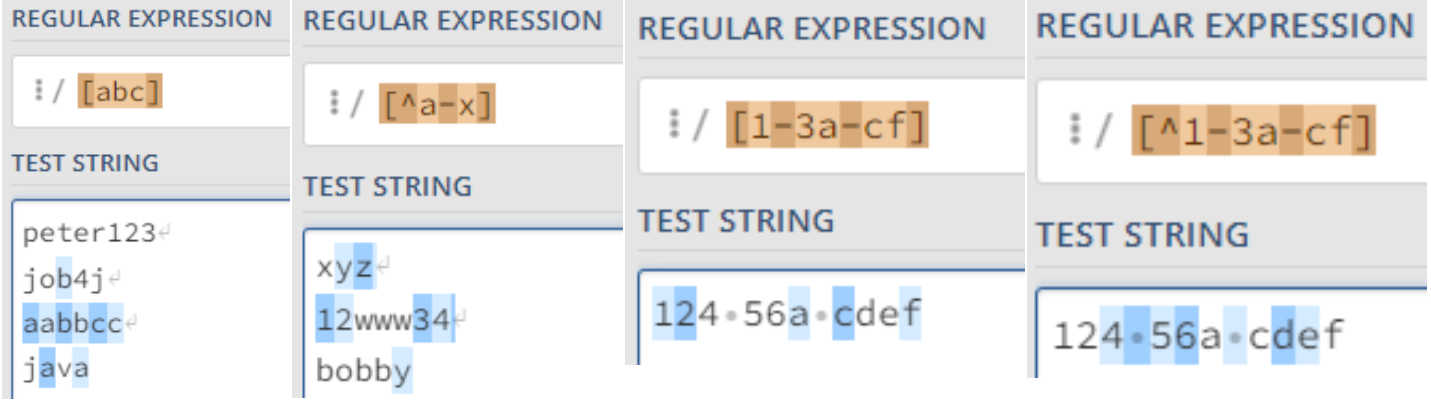 REGULAR EXPRESSION
/ [abc]
TEST STRING
peter123↵
job4j↵
aabbcc↵
java
REGULAR EXPRESSION
/ [^a-x]
TEST STRING
xyz↵
12www34↵
bobby
REGULAR EXPRESSION
/ [1-3a-cf]
TEST STRING
124·56a·cdef
REGULAR EXPRESSION
/ [^1-3a-cf]
TEST STRING
124·56a·cdef